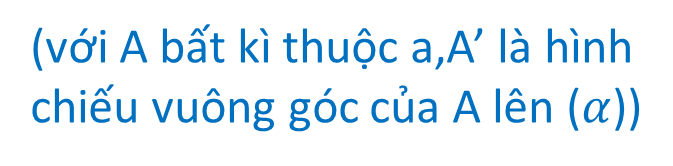 (với A bất kì thuộc a,A’ là hình
chiếu vuông góc của A lên (𝛼))